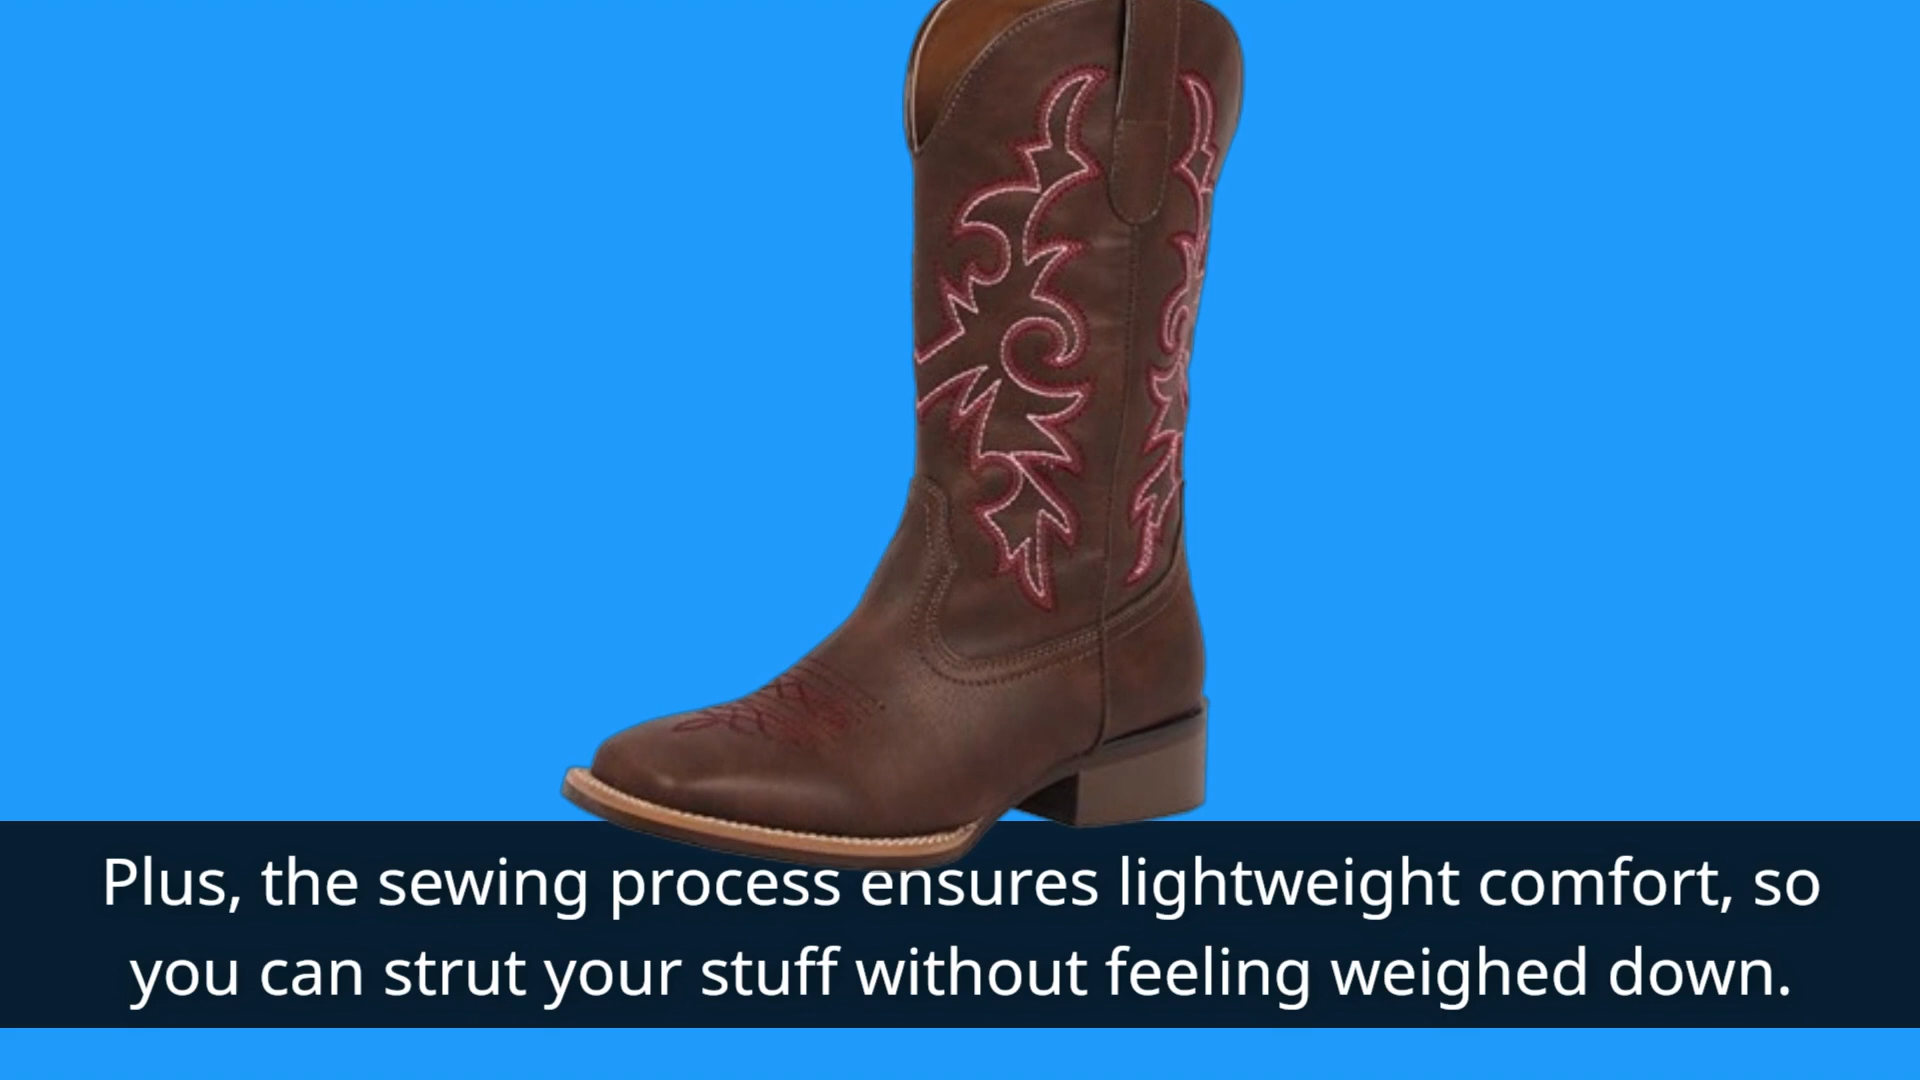 Plus, the sewing process ensures lightweight comfort, so
you can strut your stuff without feeling weighed down.